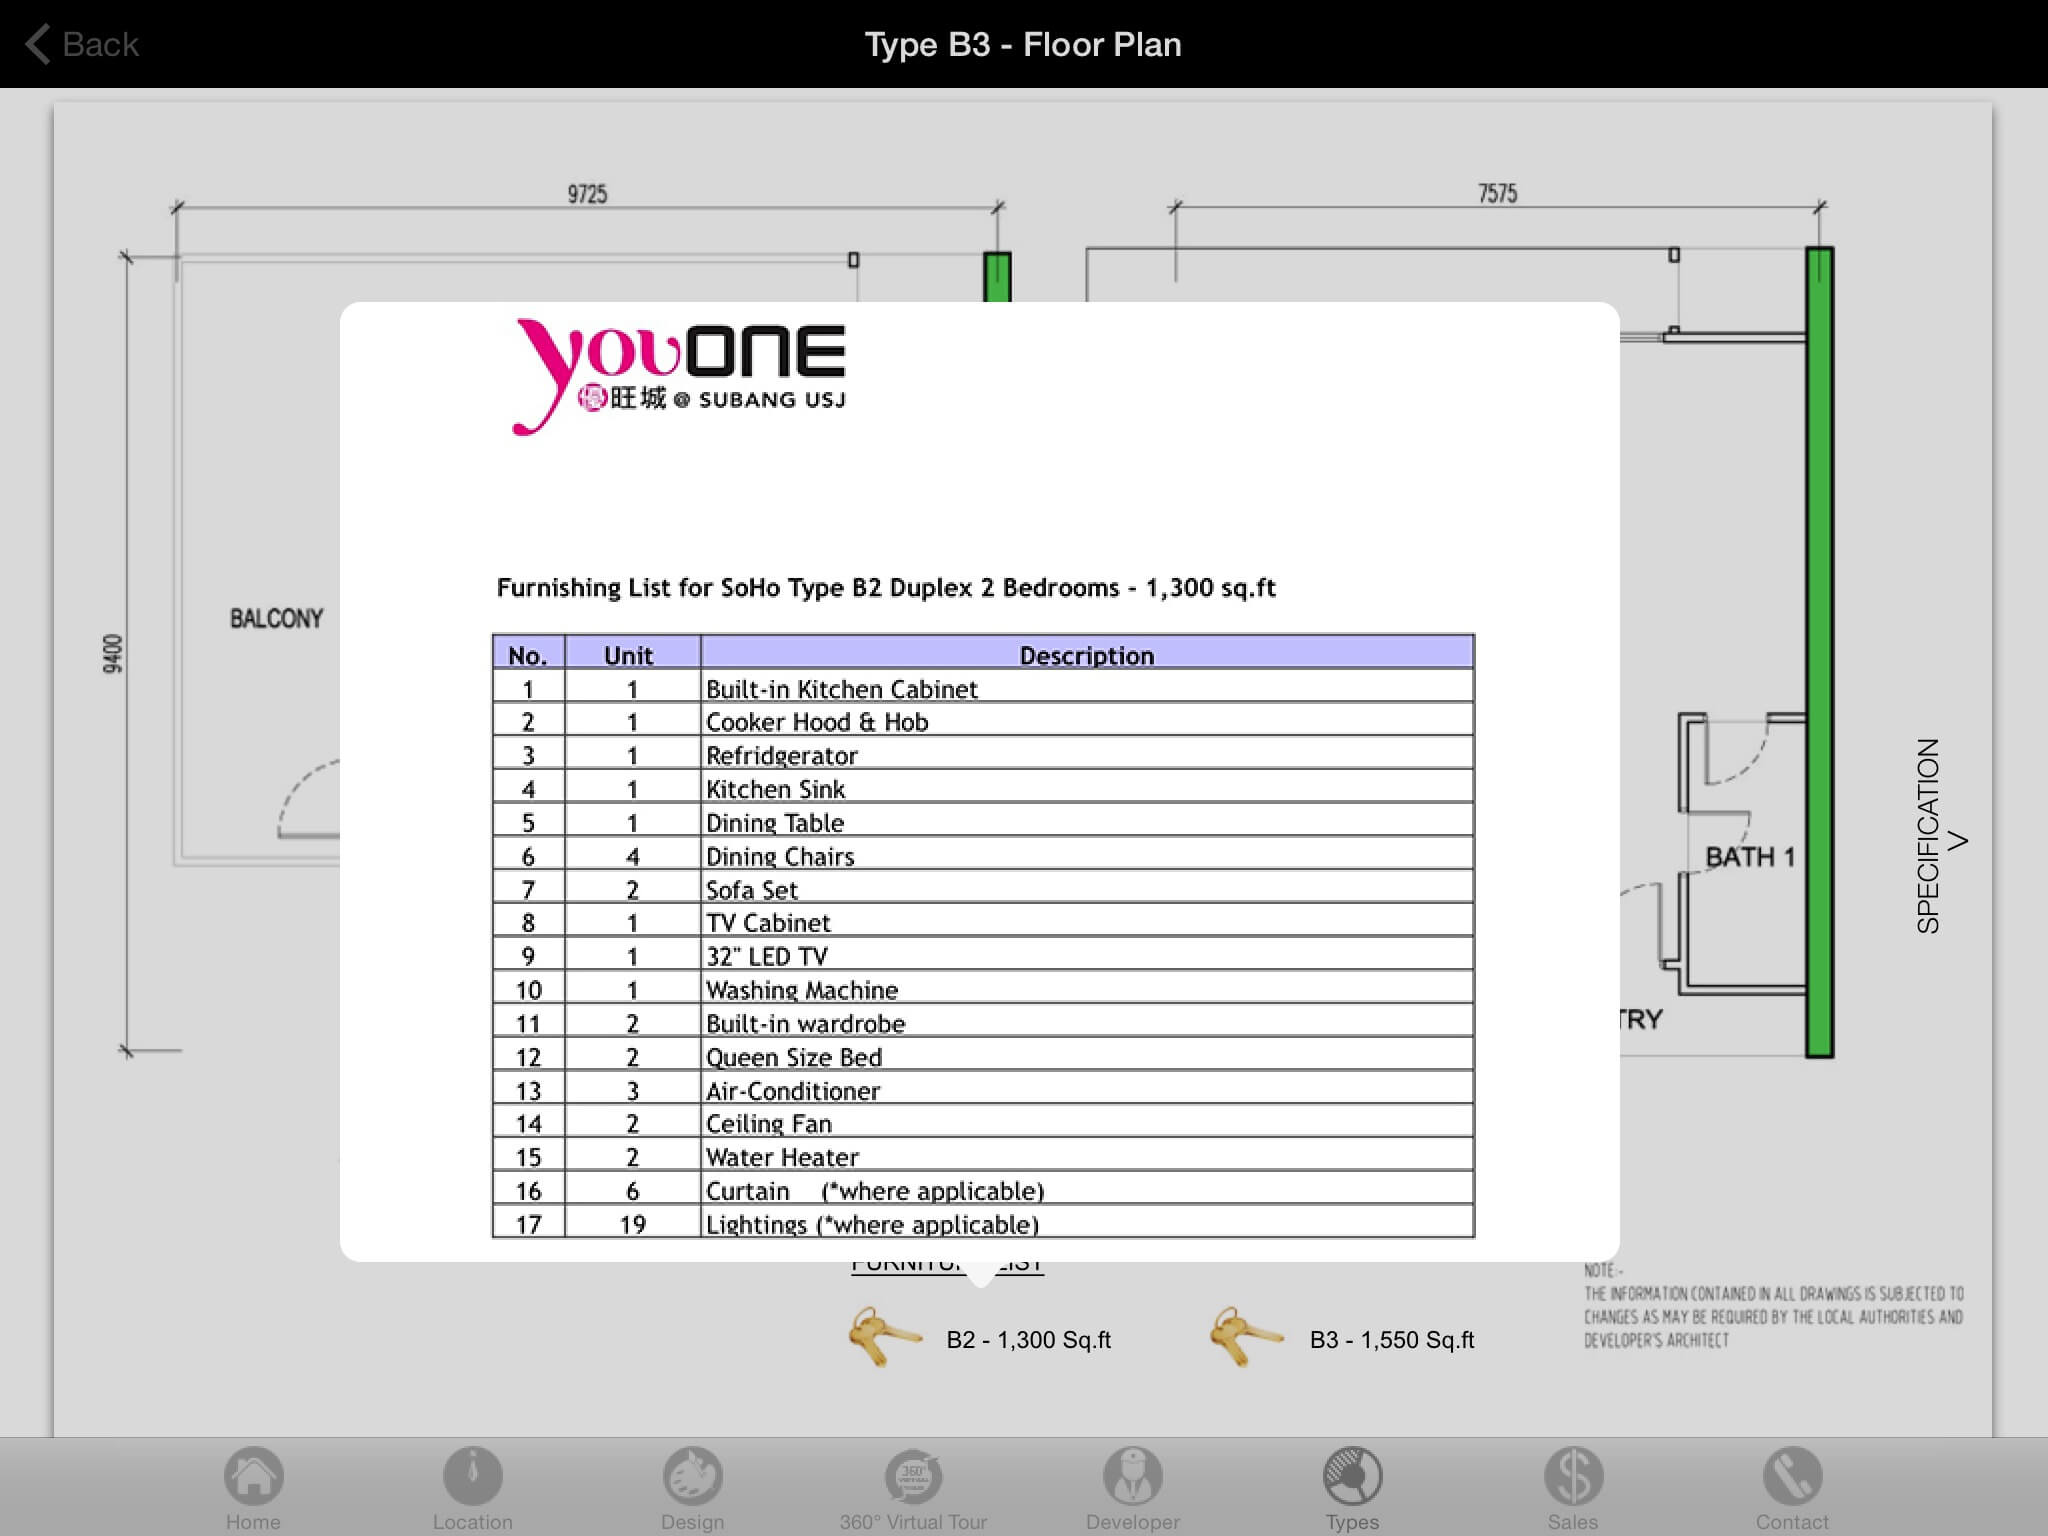 Back
Type B3 - Floor Plan
9725
7575
youONE
旺城 @ SUBANG USJ
Furnishing List for SoHo Type B2 Duplex 2 Bedrooms - 1,300 sq.ft
No. Unit Description
1 1 Built-in Kitchen Cabinet
2 1 Cooker Hood & Hob
3 1 Refridgerator
4 1 Kitchen Sink
5 1 Dining Table
6 4 Dining Chairs
7 2 Sofa Set
8 1 TV Cabinet
9 1 32" LED TV
10 1 Washing Machine
11 2 Built-in wardrobe
12 2 Queen Size Bed
13 3 Air-Conditioner
14 2 Ceiling Fan
15 2 Water Heater
16 6 Curtain (*where applicable)
17 19 Lightings (*where applicable)
BALCONY
9400
BATH 1
TRY
SPECIFICATION
>
B2 - 1,300 Sq.ft
B3 - 1,550 Sq.ft
NOTE:-
THE INFORMATION CONTAINED IN ALL DRAWINGS IS SUBJECTED TO
CHANGES AS MAY BE REQUIRED BY THE LOCAL AUTHORITIES AND
DEVELOPER'S ARCHITECT
Home
Location
Design
360° Virtual Tour
Developer
Types
Sales
Contact